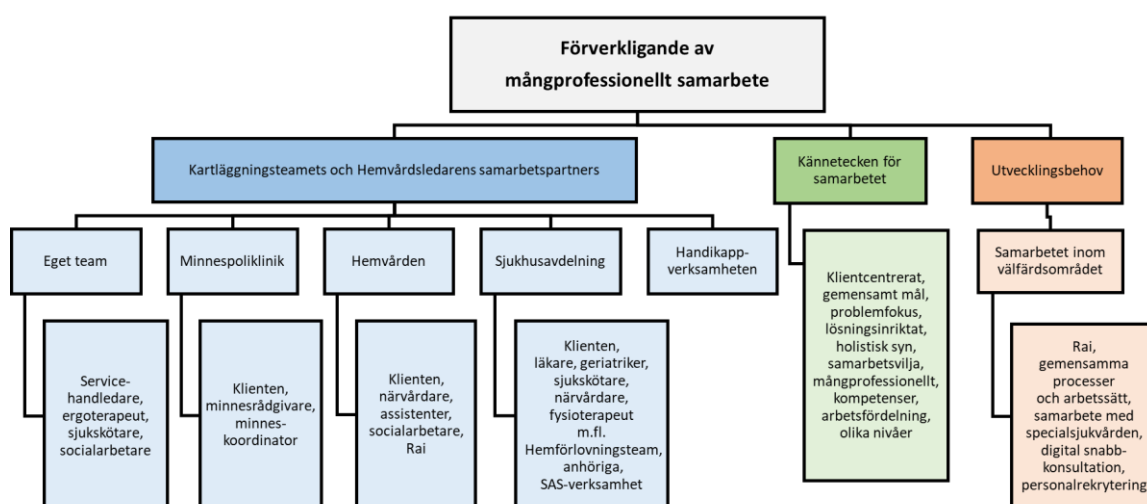 Förverkligande av
mångprofessionellt samarbete
Kartläggningsteamets och Hemvårdsledarens samarbetspartners
Kännetecken för
samarbetet
Utvecklingsbehov
Eget team
Minnespoliklinik
Hemvården
Sjukhusavdelning
Handikapp-
verksamheten
Samarbetet inom
välfärdsområdet
Service-
handledare,
ergoterapeut,
sjukskötare,
socialarbetare
Klienten,
minnesrådgivare,
minnes-
koordinator
Klienten,
närvårdare,
assistenter,
socialarbetare,
Rai
Klienten,
läkare, geriatriker,
sjukskötare,
närvårdare,
fysioterapeut
m.fl.
Hemförlovningsteam,
anhöriga,
SAS-verksamhet
Klientcentrerat,
gemensamt mål,
problemfokus,
lösningsinriktat,
holistisk syn,
samarbetsvilja,
mångprofessionellt,
kompetenser,
arbetsfördelning,
olika nivåer
Rai,
gemensamma
processer
och arbetssätt,
samarbete med
specialsjukvården,
digital snabb-
konsultation,
personalrekrytering